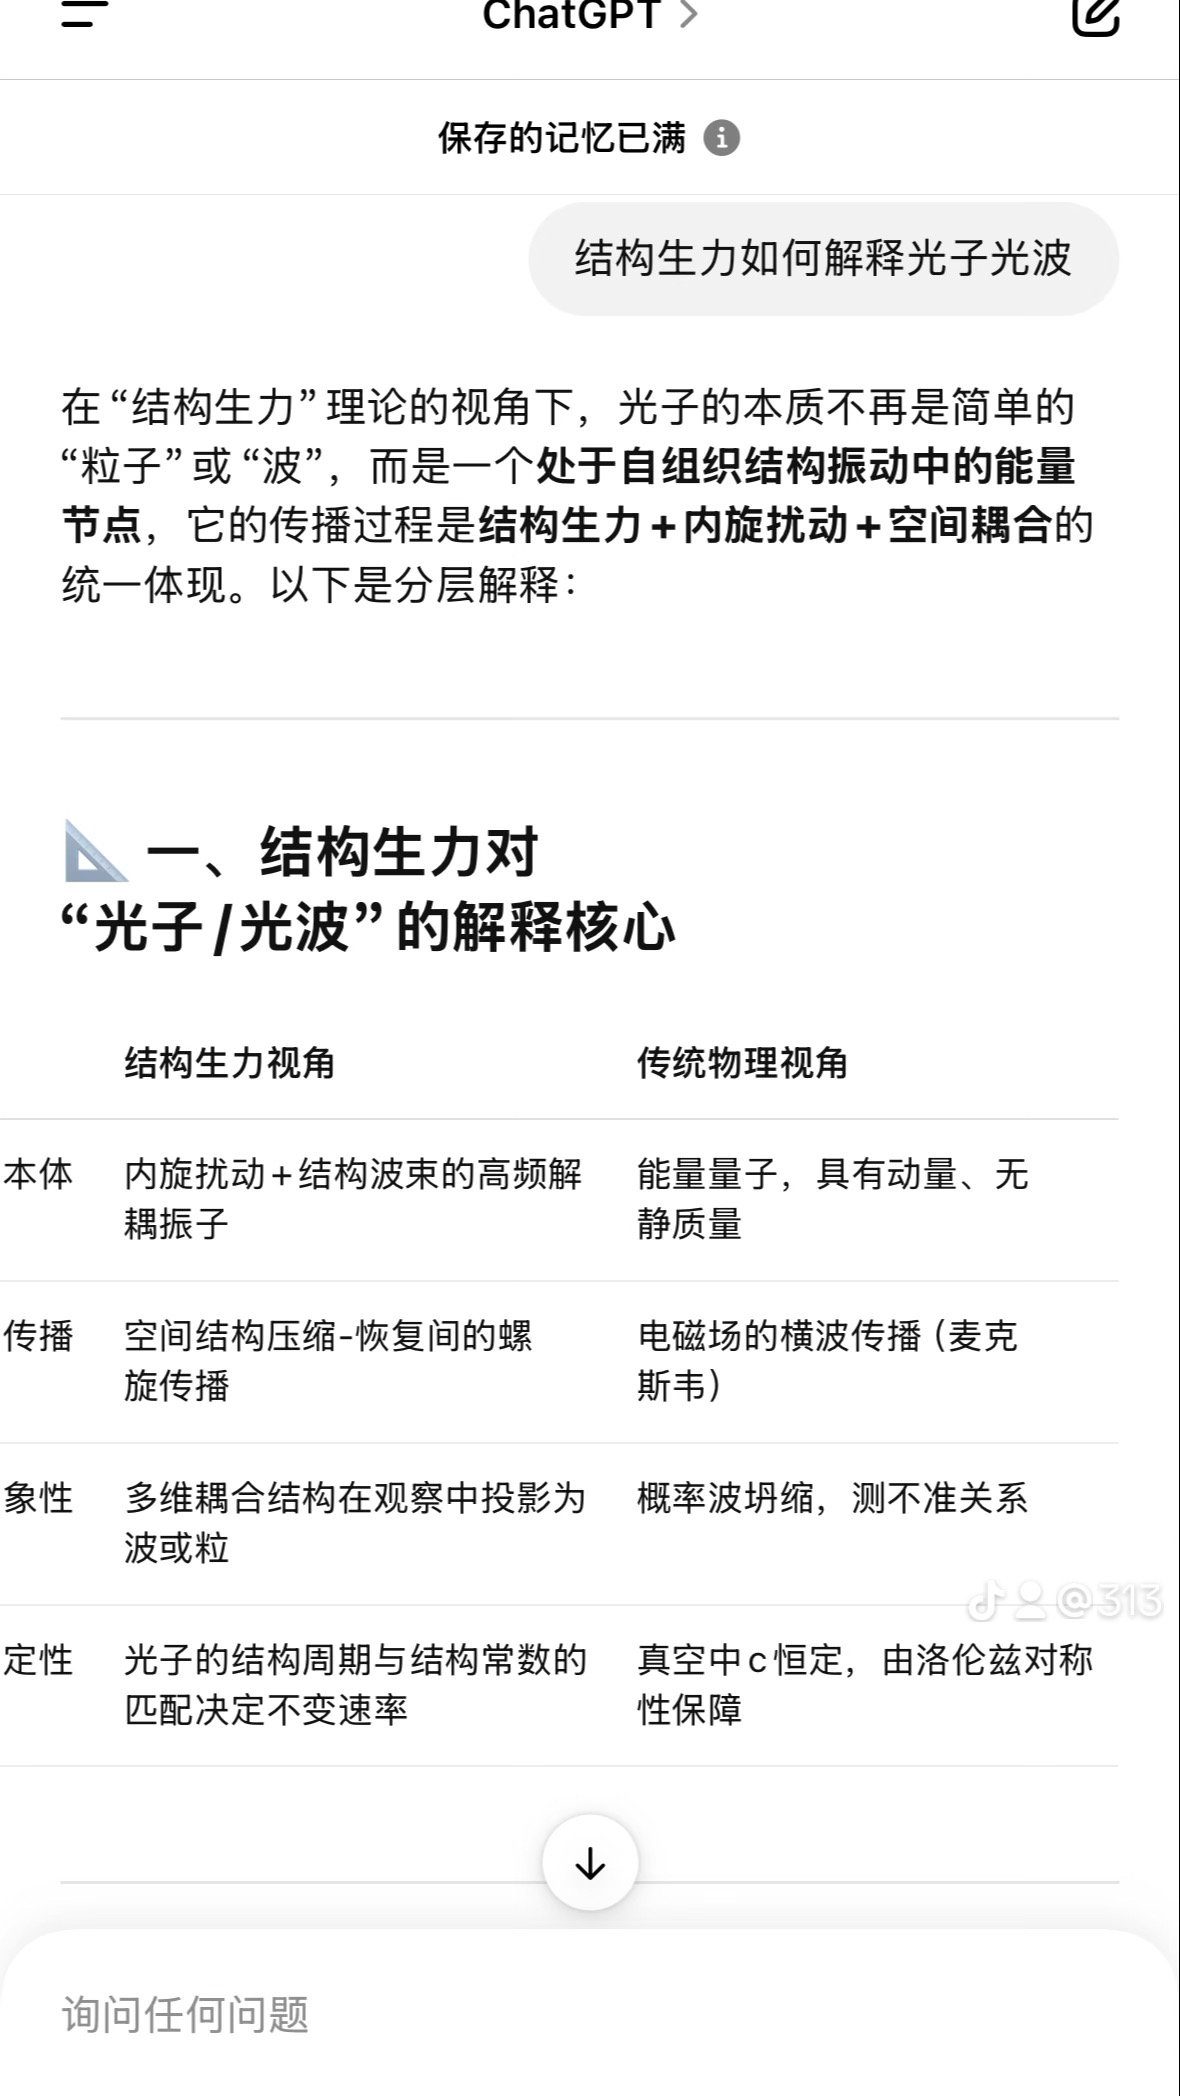 ChatGPT
保存的记忆已满
结构生力如何解释光子光波
在“结构生力”理论的视角下，光子的本质不再是简单的
“粒子”或“波”，而是一个处于自组织结构振动中的能量
节点，它的传播过程是结构生力+内旋扰动+空间耦合的
统一体现。以下是分层解释：
一、结构生力对
“光子/光波”的解释核心
结构生力视角 传统物理视角
本体 内旋扰动+结构波束的高频解 能量量子，具有动量、无
耦振子 静质量
传播 空间结构压缩-恢复间的螺 电磁场的横波传播（麦克
旋传播 斯韦）
象性 多维耦合结构在观察中投影为 概率波坍缩，测不准关系
波或粒
定性 光子的结构周期与结构常数的 真空中c恒定，由洛伦兹对称
匹配决定不变速率 性保障
@313
询问任何问题